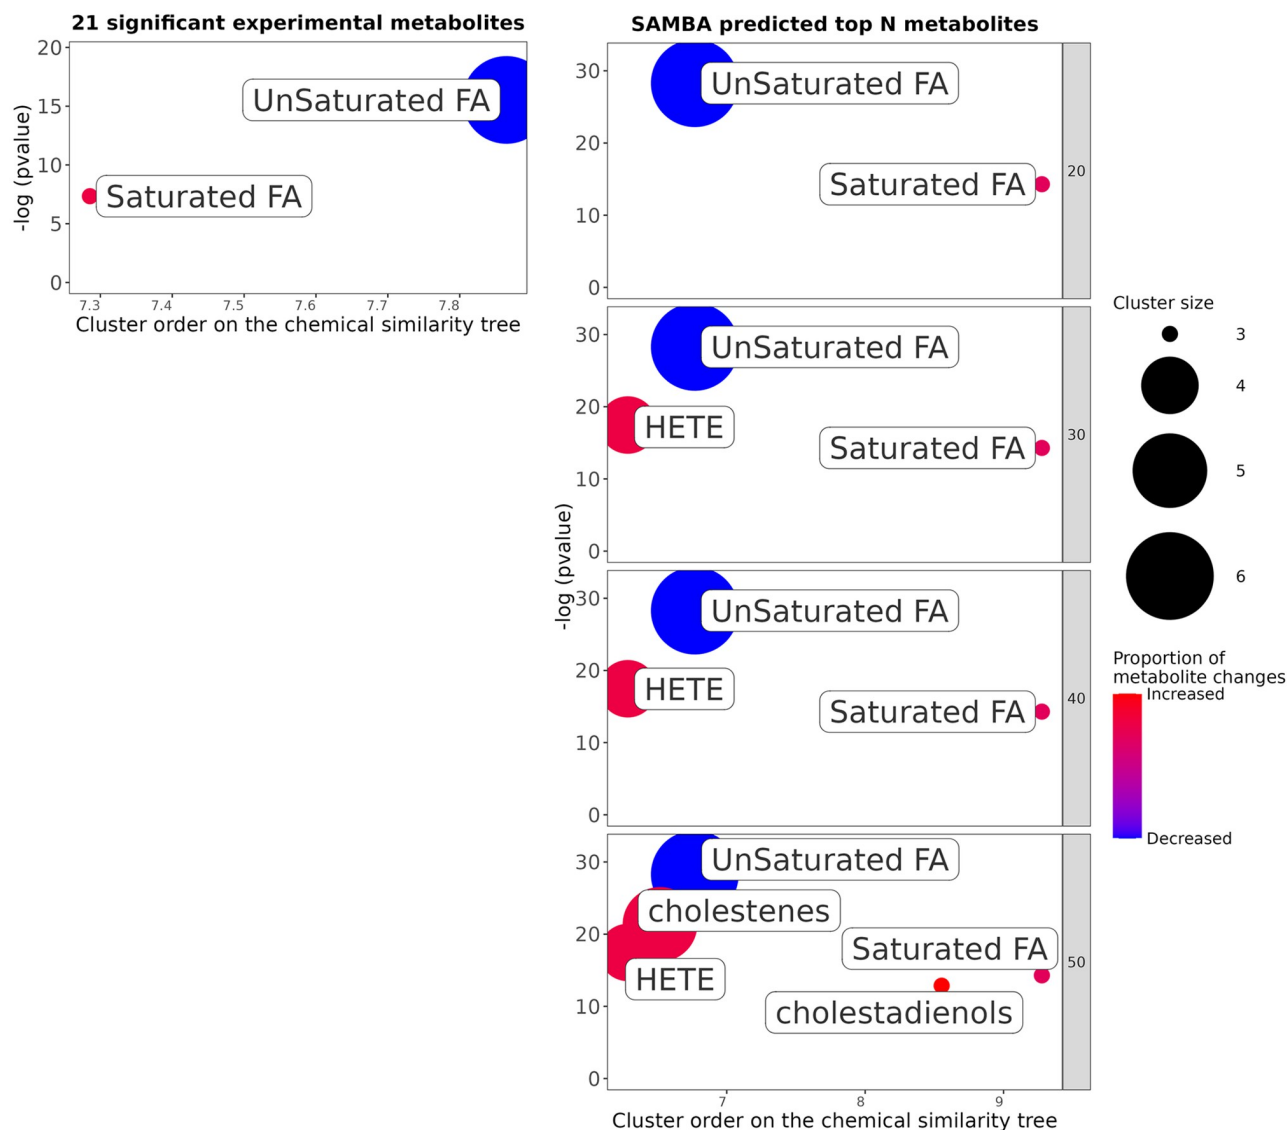 21 significant experimental metabolites
-log (pvalue)
20
15
10
5
0
UnSaturated FA
Saturated FA
7.3 7.4 7.5 7.6 7.7 7.8
Cluster order on the chemical similarity tree
SAMBA predicted top N metabolites
-log (pvalue)
30
20
10
0
UnSaturated FA
Saturated FA
20
30
20
10
0
UnSaturated FA
HETE
Saturated FA
30
30
20
10
0
UnSaturated FA
HETE
Saturated FA
40
30
20
10
0
UnSaturated FA
cholestenes
Saturated FA
HETE
cholestadienols
50
7 8 9
Cluster order on the chemical similarity tree
Cluster size
3
4
5
6
Proportion of
metabolite changes
Increased
Decreased